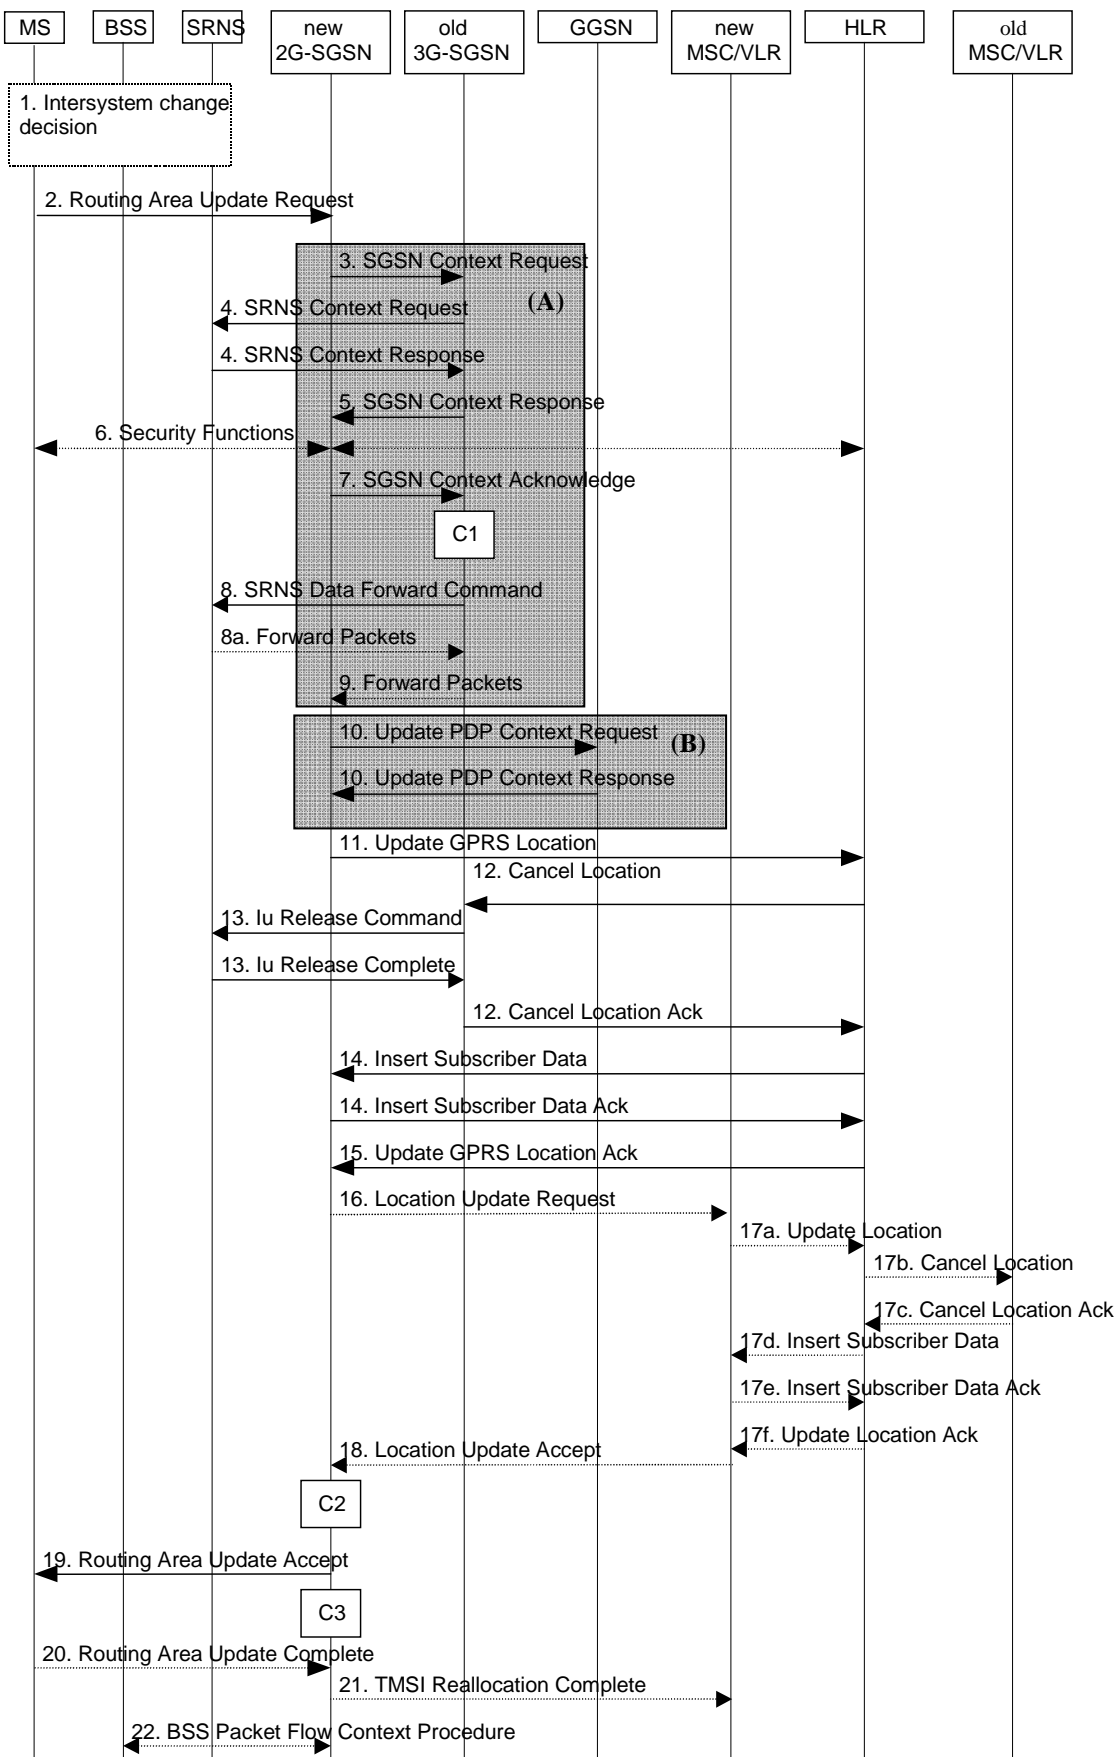 MS
BSS
SRNS
new
2G-SGSN
old
3G-SGSN
GGSN
new
MSC/VLR
HLR
old
MSC/VLR
1. Intersystem change
decision
2. Routing Area Update Request
3. SGSN Context Request
(A)
4. SRNS Context Request
4. SRNS Context Response
5. SGSN Context Response
6. Security Functions
7. SGSN Context Acknowledge
C1
8. SRNS Data Forward Command
8a. Forward Packets
9. Forward Packets
10. Update PDP Context Request
(B)
10. Update PDP Context Response
11. Update GPRS Location
12. Cancel Location
13. Iu Release Command
13. Iu Release Complete
12. Cancel Location Ack
14. Insert Subscriber Data
14. Insert Subscriber Data Ack
15. Update GPRS Location Ack
16. Location Update Request
17a. Update Location
17b. Cancel Location
17c. Cancel Location Ack
17d. Insert Subscriber Data
17e. Insert Subscriber Data Ack
17f. Update Location Ack
18. Location Update Accept
C2
19. Routing Area Update Accept
C3
20. Routing Area Update Complete
21. TMSI Reallocation Complete
22. BSS Packet Flow Context Procedure